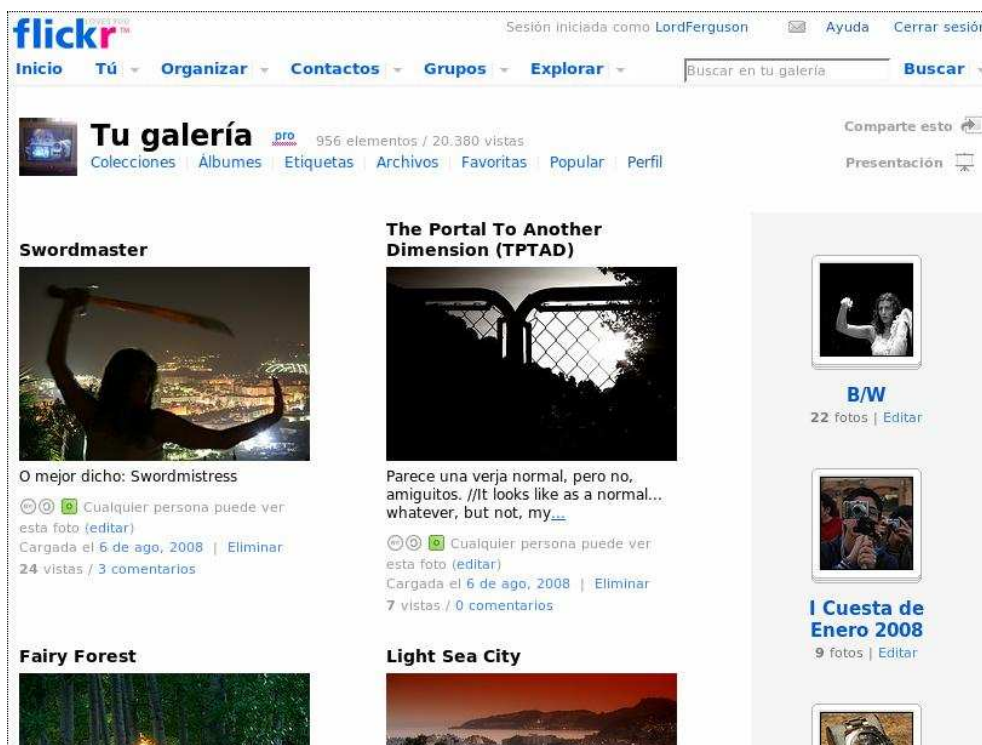 flickr LOVES YOU ™
Sesión iniciada como LordFerguson Ayuda Cerrar sesión
Inicio Tú Organizar Contactos Grupos Explorar Buscar en tu galería Buscar
Tu galería pro 956 elementos / 20.380 vistas
Colecciones Álbumes Etiquetas Archivos Favoritas Popular Perfil
Comparte esto
Presentación
Swordmaster
O mejor dicho: Swordmistress
Cualquier persona puede ver
esta foto (editar)
Cargada el 6 de ago, 2008 | Eliminar
24 vistas / 3 comentarios
The Portal To Another
Dimension (TPTAD)
Parece una verja normal, pero no,
amiguitos. //It looks like as a normal...
whatever, but not, my...
Cualquier persona puede ver
esta foto (editar)
Cargada el 6 de ago, 2008 | Eliminar
7 vistas / 0 comentarios
Fairy Forest
Light Sea City
B/W
22 fotos | Editar
I Cuesta de
Enero 2008
9 fotos | Editar